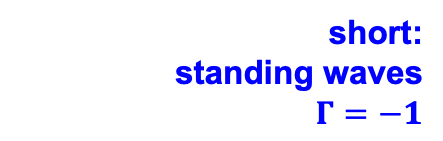 short:
standing waves
Γ = −1